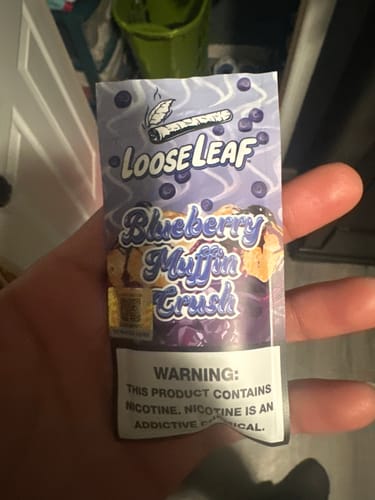 LOOSELEAF
Blueberry
Muffin
Crush
WARNING:
THIS PRODUCT CONTAINS
NICOTINE. NICOTINE IS AN
ADDICTIVE